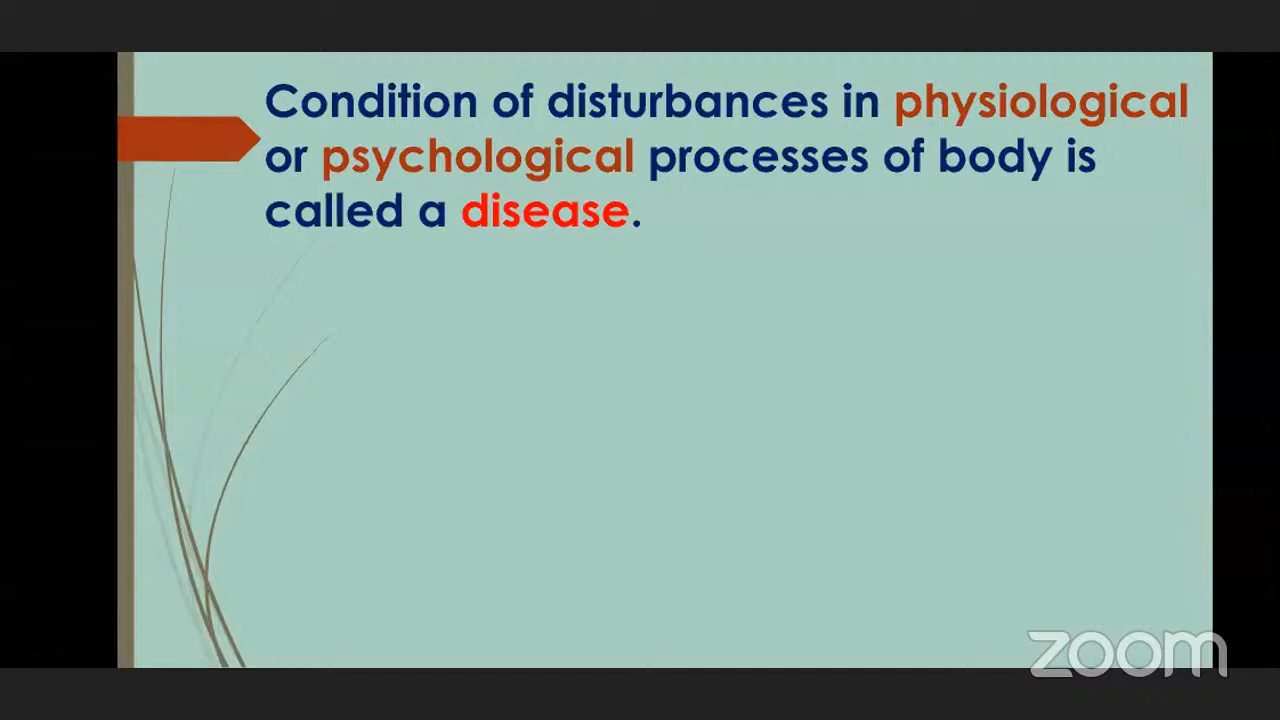 Condition of disturbances in physiological
or psychological processes of body is
called a disease.
zoom